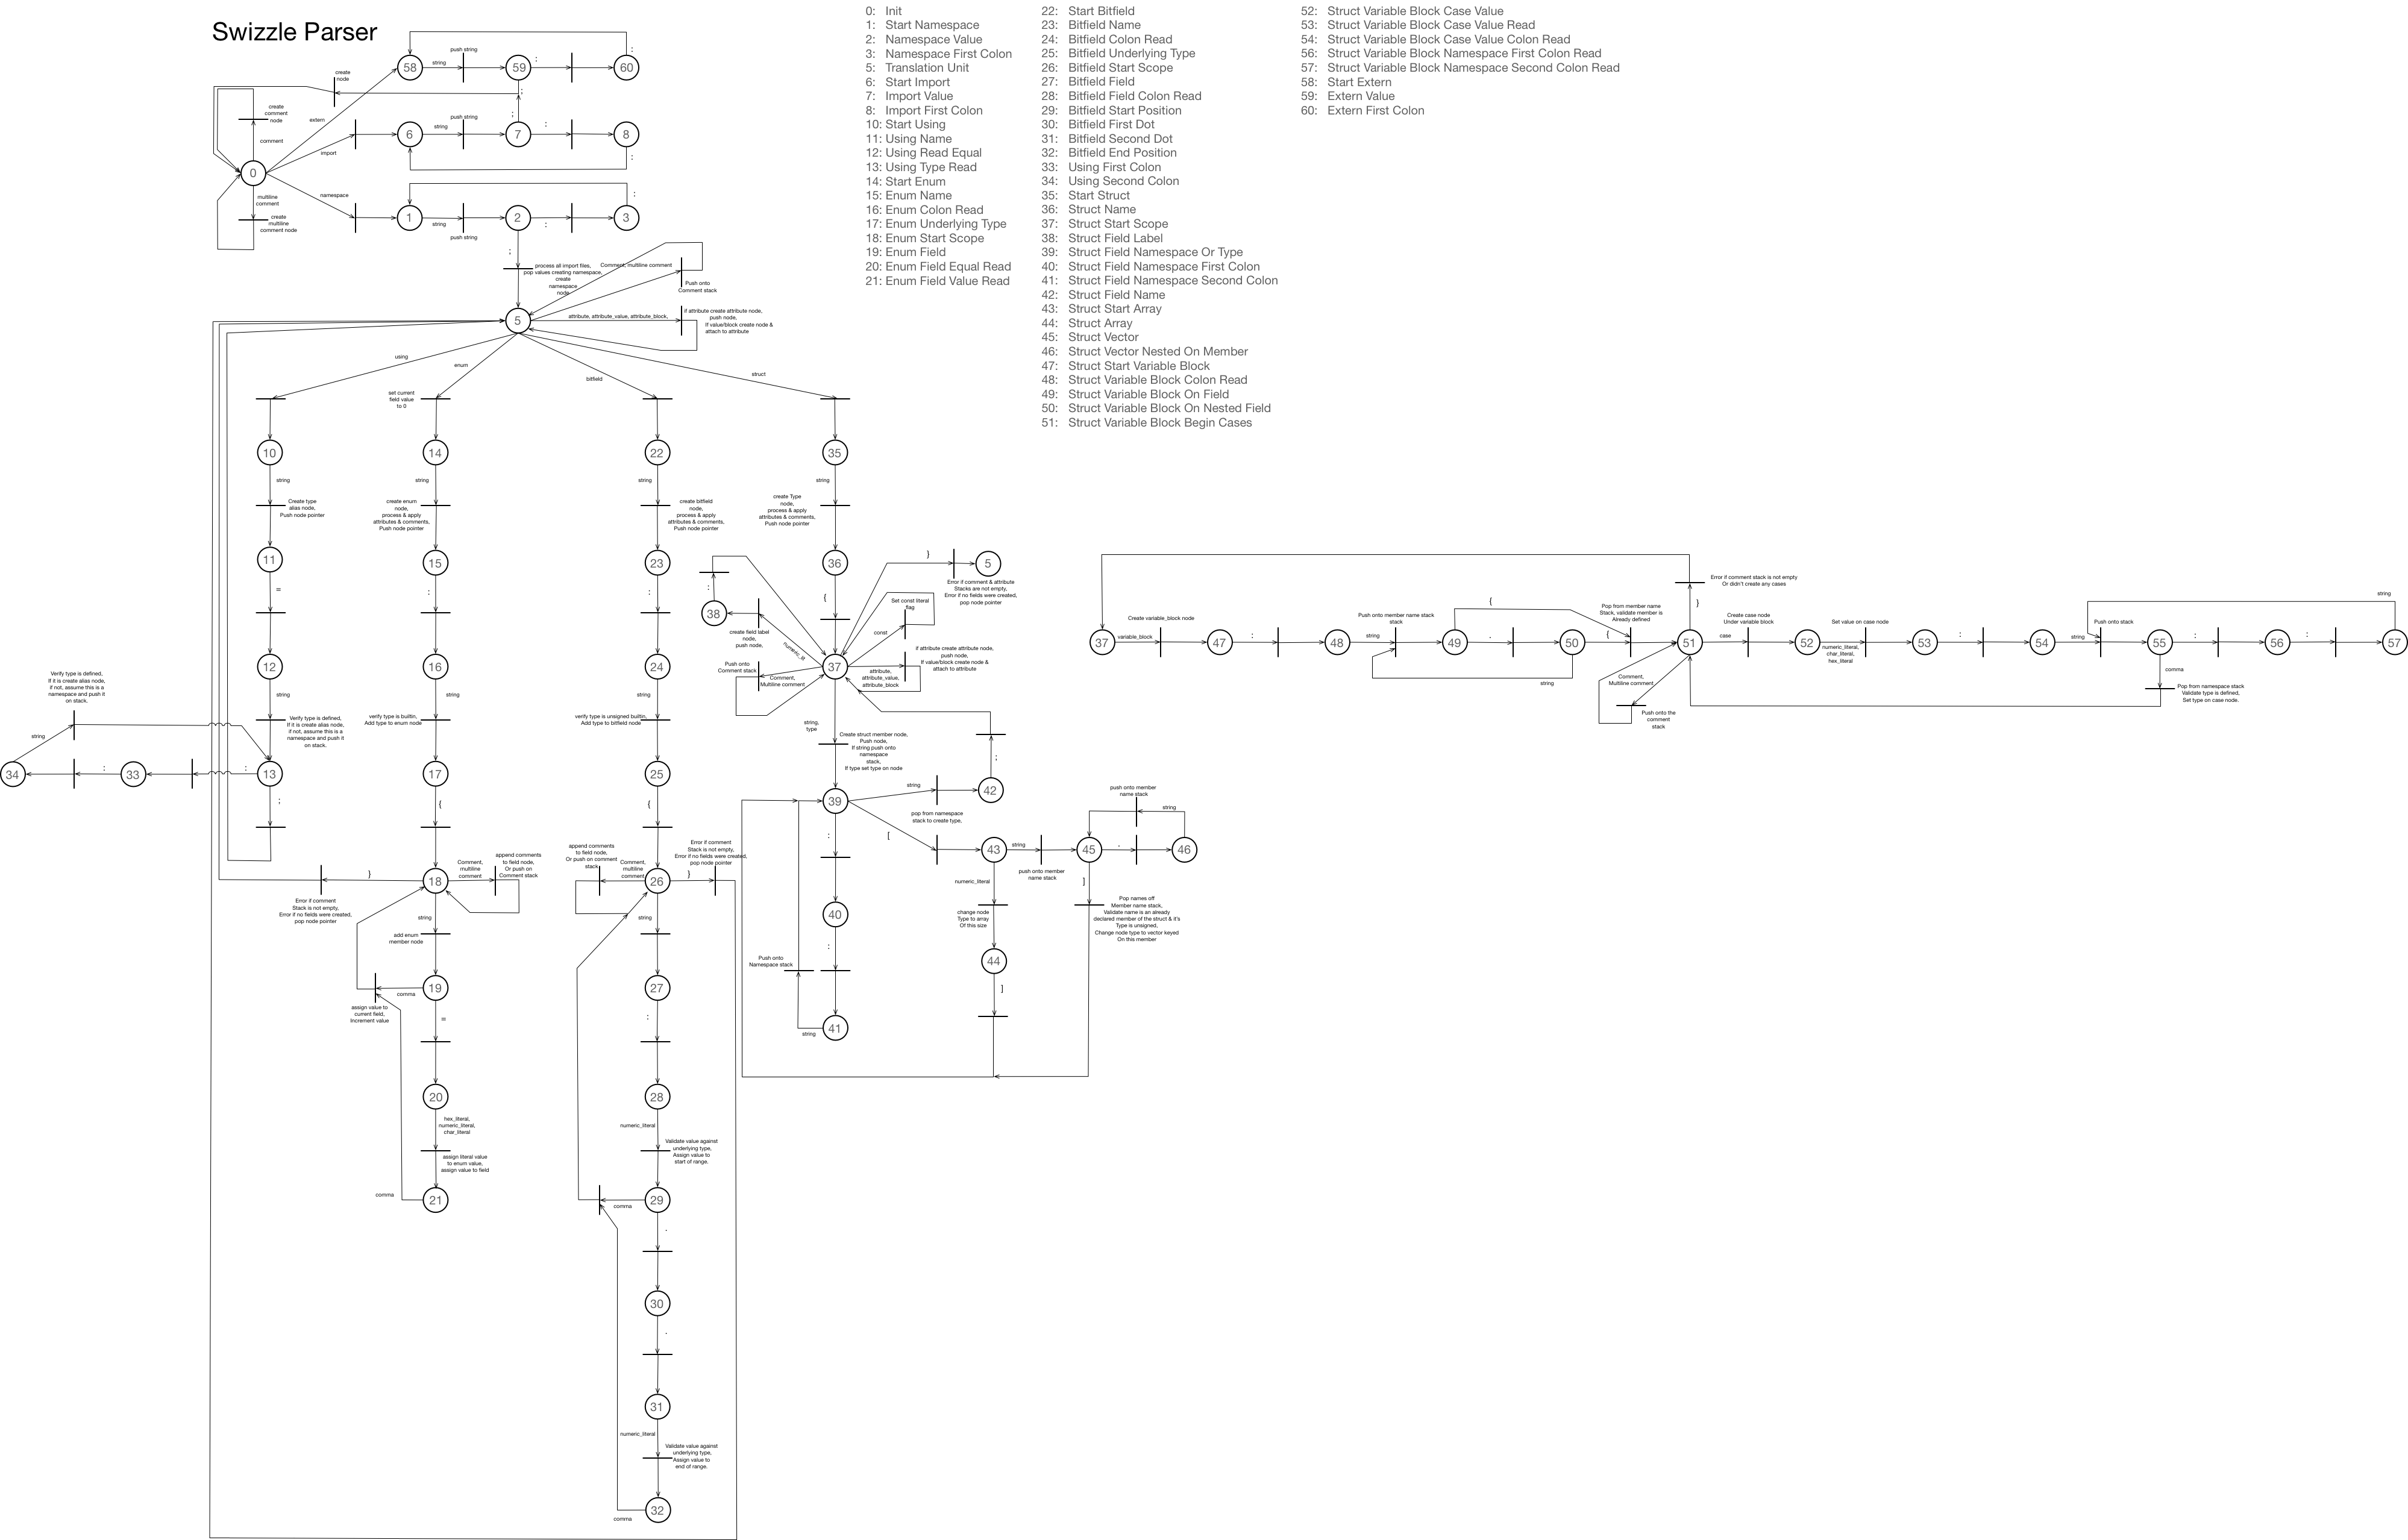 Swizzle Parser
0: Init
1: Start Namespace
2: Namespace Value
3: Namespace First Colon
5: Translation Unit
6: Start Import
7: Import Value
8: Import First Colon
10: Start Using
11: Using Name
12: Using Read Equal
13: Using Type Read
14: Start Enum
15: Enum Name
16: Enum Colon Read
17: Enum Underlying Type
18: Enum Start Scope
19: Enum Field
20: Enum Field Equal Read
21: Enum Field Value Read
22: Start Bitfield
23: Bitfield Name
24: Bitfield Colon Read
25: Bitfield Underlying Type
26: Bitfield Start Scope
27: Bitfield Field
28: Bitfield Field Colon Read
29: Bitfield Start Position
30: Bitfield First Dot
31: Bitfield Second Dot
32: Bitfield End Position
33: Using First Colon
34: Using Second Colon
35: Start Struct
36: Struct Name
37: Struct Start Scope
38: Struct Field Label
39: Struct Field Namespace Or Type
40: Struct Field Namespace First Colon
41: Struct Field Namespace Second Colon
42: Struct Field Name
43: Struct Start Array
44: Struct Array
45: Struct Vector
46: Struct Vector Nested On Member
47: Struct Start Variable Block
48: Struct Variable Block Colon Read
49: Struct Variable Block On Field
50: Struct Variable Block On Nested Field
51: Struct Variable Block Begin Cases
52: Struct Variable Block Case Value
53: Struct Variable Block Case Value Read
54: Struct Variable Block Case Value Colon Read
56: Struct Variable Block Namespace First Colon Read
57: Struct Variable Block Namespace Second Colon Read
58: Start Extern
59: Extern Value
60: Extern First Colon
58
string
push string
59
:
60
:
create
node
;
create
comment
node
comment
extern
import
0
6
string
push string
7
;
:
8
:
multiline
comment
create
multiline
comment node
namespace
1
string
push string
2
:
3
:
;
process all import files,
pop values creating namespace,
create
namespace
node
Comment, multiline comment
Push onto
Comment stack
5
attribute, attribute_value, attribute_block,
if attribute create attribute node,
push node,
If value/block create node &
attach to attribute
using
enum
bitfield
struct
set current
field value
to 0
10
string
Create type
alias node,
Push node pointer
11
=
12
string
Verify type is defined,
If it is create alias node,
if not, assume this is a
namespace and push it
on stack.
13
:
33
:
34
string
Verify type is defined,
If it is create alias node,
if not, assume this is a
namespace and push it
on stack.
;
14
string
create enum
node,
process & apply
attributes & comments,
Push node pointer
15
:
16
string
verify type is builtin,
Add type to enum node
17
{
18
}
Error if comment
Stack is not empty,
Error if no fields were created,
pop node pointer
Comment,
multiline
comment
append comments
to field node,
Or push on
Comment stack
string
add enum
member node
19
comma
assign value to
current field,
Increment value
=
20
hex_literal,
numeric_literal,
char_literal
assign literal value
to enum value,
assign value to field
21
comma
22
string
create bitfield
node,
process & apply
attributes & comments,
Push node pointer
23
:
24
string
verify type is unsigned builtin,
Add type to bitfield node
25
{
26
append comments
to field node,
Or push on comment
stack
Comment,
multiline
comment
}
Error if comment
Stack is not empty,
Error if no fields were created,
pop node pointer
string
27
:
28
numeric_literal
Validate value against
underlying type,
Assign value to
start of range.
29
comma
.
30
.
31
numeric_literal
Validate value against
underlying type,
Assign value to
end of range.
32
comma
35
string
create Type
node,
process & apply
attributes & comments,
Push node pointer
36
{
}
5
Error if comment & attribute
Stacks are not empty,
Error if no fields were created,
pop node pointer
38
:
create field label
node,
push node,
numeric_lit
Set const literal
flag
const
37
Push onto
Comment stack
Comment,
Multiline comment
attribute,
attribute_value,
attribute_block
if attribute create attribute node,
push node,
If value/block create node &
attach to attribute
string,
type
Create struct member node,
Push node,
If string push onto
namespace
stack,
If type set type on node
39
string
42
;
pop from namespace
stack to create type,
[
43
string
push onto member
name stack
45
.
46
string
push onto member
name stack
]
Pop names off
Member name stack,
Validate name is an already
declared member of the struct & it's
Type is unsigned,
Change node type to vector keyed
On this member
numeric_literal
change node
Type to array
Of this size
44
]
:
40
:
Push onto
Namespace stack
41
string
37
variable_block
Create variable_block node
47
:
48
string
Push onto member name stack
stack
49
{
.
50
{
string
Pop from member name
Stack, validate member is
Already defined
51
}
Error if comment stack is not empty
Or didn't create any cases
Comment,
Multiline comment
Push onto the
comment
stack
case
Create case node
Under variable block
52
numeric_literal,
char_literal,
hex_literal
Set value on case node
53
:
54
string
Push onto stack
55
:
56
:
57
string
comma
Pop from namespace stack
Validate type is defined,
Set type on case node.